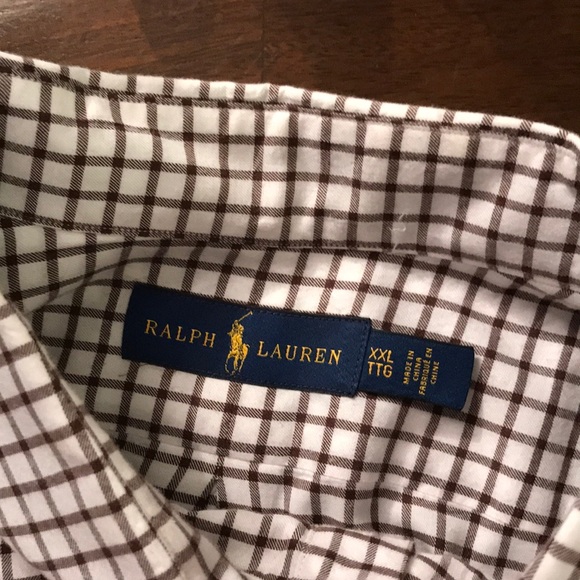 RALPH LAUREN
XXL
TTG
MADE IN
CHINA
FABRIQUÉ EN
CHINE